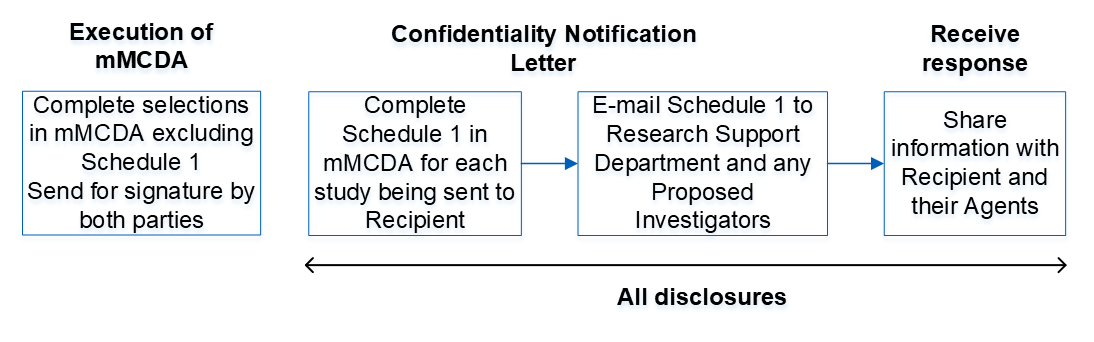 Execution of
mMCDA
Complete selections
in mMCDA excluding
Schedule 1
Send for signature by
both parties
Confidentiality Notification
Letter
Complete
Schedule 1 in
mMCDA for each
study being sent to
Recipient
E-mail Schedule 1 to
Research Support
Department and any
Proposed
Investigators
Receive
response
Share
information with
Recipient and
their Agents
All disclosures